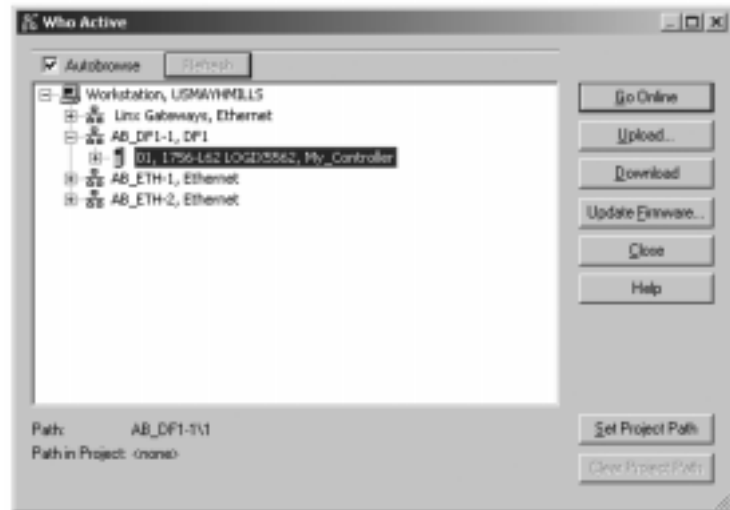 Who Active
Autobrowse Refresh
Workstation, USMAYHMILLS
Linx Gateways, Ethernet
AB_DF1-1, DF1
01, 1756-L62 LOGIX5562, My_Controller
AB_ETH-1, Ethernet
AB_ETH-2, Ethernet
Go Online
Upload...
Download
Update Firmware...
Close
Help
Path: AB_DF1-1\1
Path in Project: <none>
Set Project Path
Clear Project Path